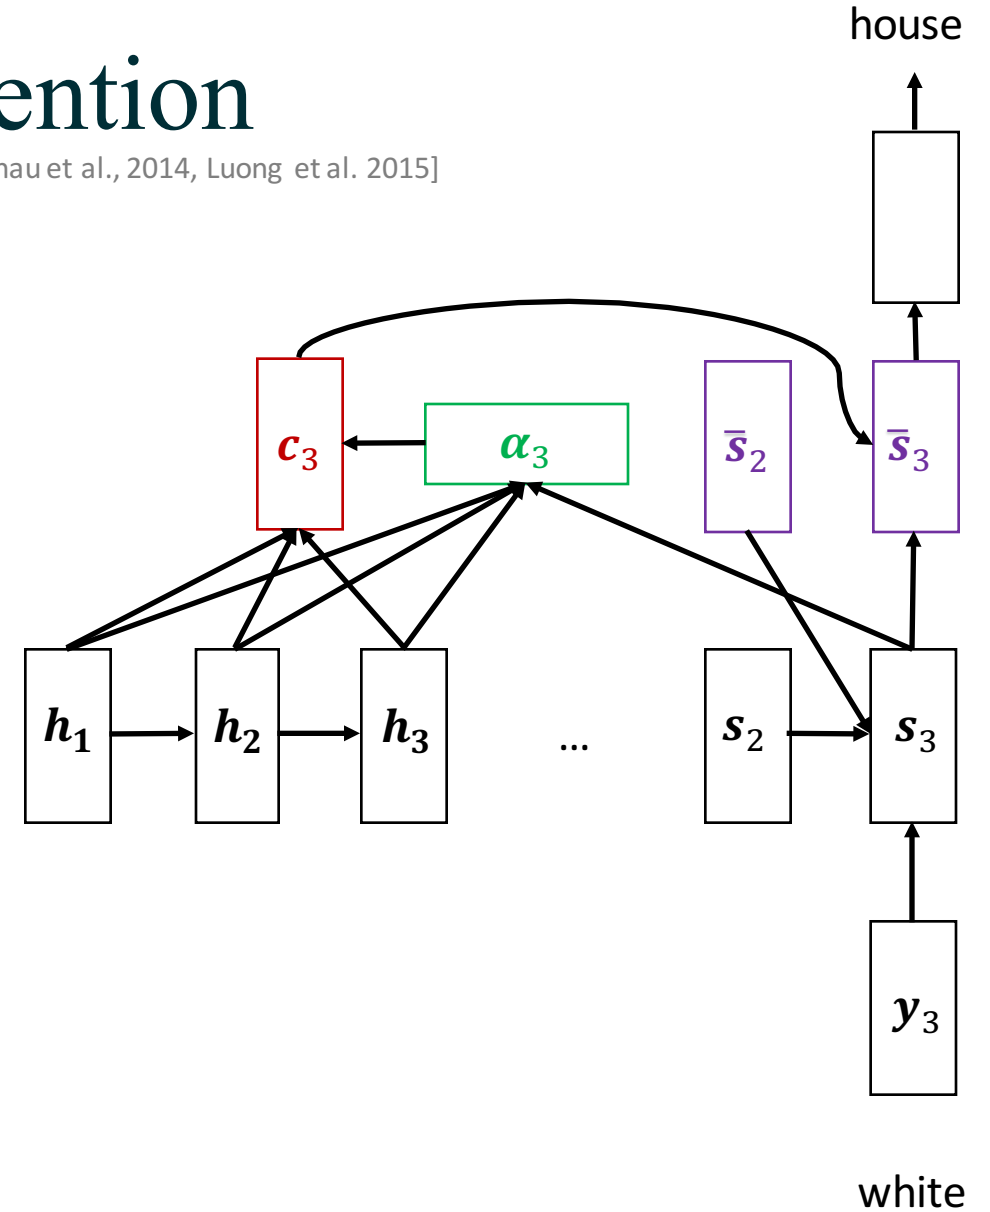 house
ention
nau et al., 2014, Luong et al. 2015]
c₃
α₃
s̄₂
s̄₃
h₁
h₂
h₃
...
s₂
s₃
y₃
white